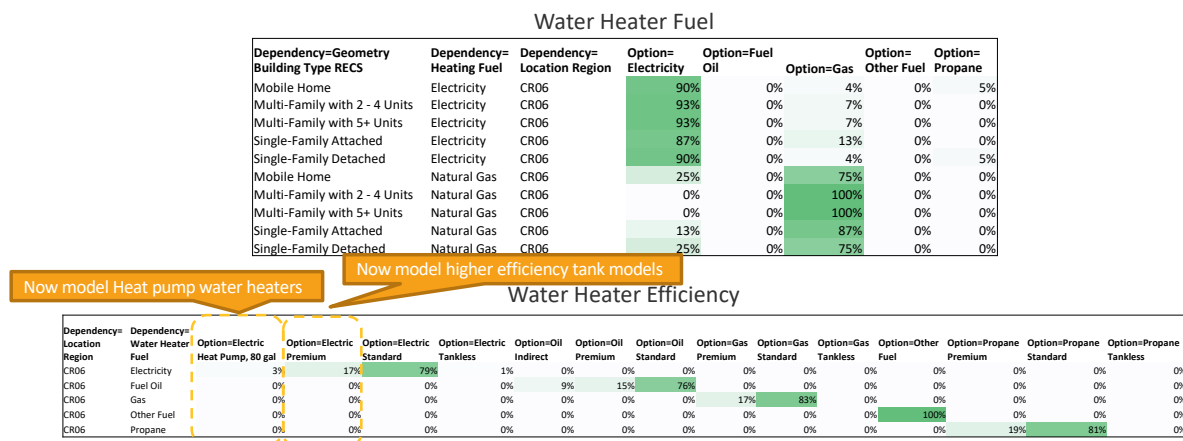 Water Heater Fuel
Dependency=Geometry Dependency= Dependency= Option= Option=Fuel Option= Option=
Building Type RECS Heating Fuel Location Region Electricity Oil Option=Gas Other Fuel Propane
Mobile Home Electricity CR06 90% 0% 4% 0% 5%
Multi-Family with 2 - 4 Units Electricity CR06 93% 0% 7% 0% 0%
Multi-Family with 5+ Units Electricity CR06 93% 0% 7% 0% 0%
Single-Family Attached Electricity CR06 87% 0% 13% 0% 0%
Single-Family Detached Electricity CR06 90% 0% 4% 0% 5%
Mobile Home Natural Gas CR06 25% 0% 75% 0% 0%
Multi-Family with 2 - 4 Units Natural Gas CR06 0% 0% 100% 0% 0%
Multi-Family with 5+ Units Natural Gas CR06 0% 0% 100% 0% 0%
Single-Family Attached Natural Gas CR06 13% 0% 87% 0% 0%
Single-Family Detached Natural Gas CR06 25% 0% 75% 0% 0%
Now model higher efficiency tank models
Now model Heat pump water heaters
Water Heater Efficiency
Dependency= Dependency=
Location Water Heater Option=Electric Option=Electric Option=Electric Option=Electric Option=Oil Option=Oil Option=Oil Option=Gas Option=Gas Option=Gas Option=Other Option=Propane Option=Propane Option=Propane
Region Fuel Heat Pump, 80 gal Premium Standard Tankless Indirect Premium Standard Premium Standard Tankless Fuel Premium Standard Tankless
CR06 Electricity 3% 17% 79% 1% 0% 0% 0% 0% 0% 0% 0% 0% 0% 0%
CR06 Fuel Oil 0% 0% 0% 0% 9% 15% 76% 0% 0% 0% 0% 0% 0% 0%
CR06 Gas 0% 0% 0% 0% 0% 0% 0% 17% 83% 0% 0% 0% 0% 0%
CR06 Other Fuel 0% 0% 0% 0% 0% 0% 0% 0% 0% 0% 100% 0% 0% 0%
CR06 Propane 0% 0% 0% 0% 0% 0% 0% 0% 0% 0% 0% 19% 81% 0%